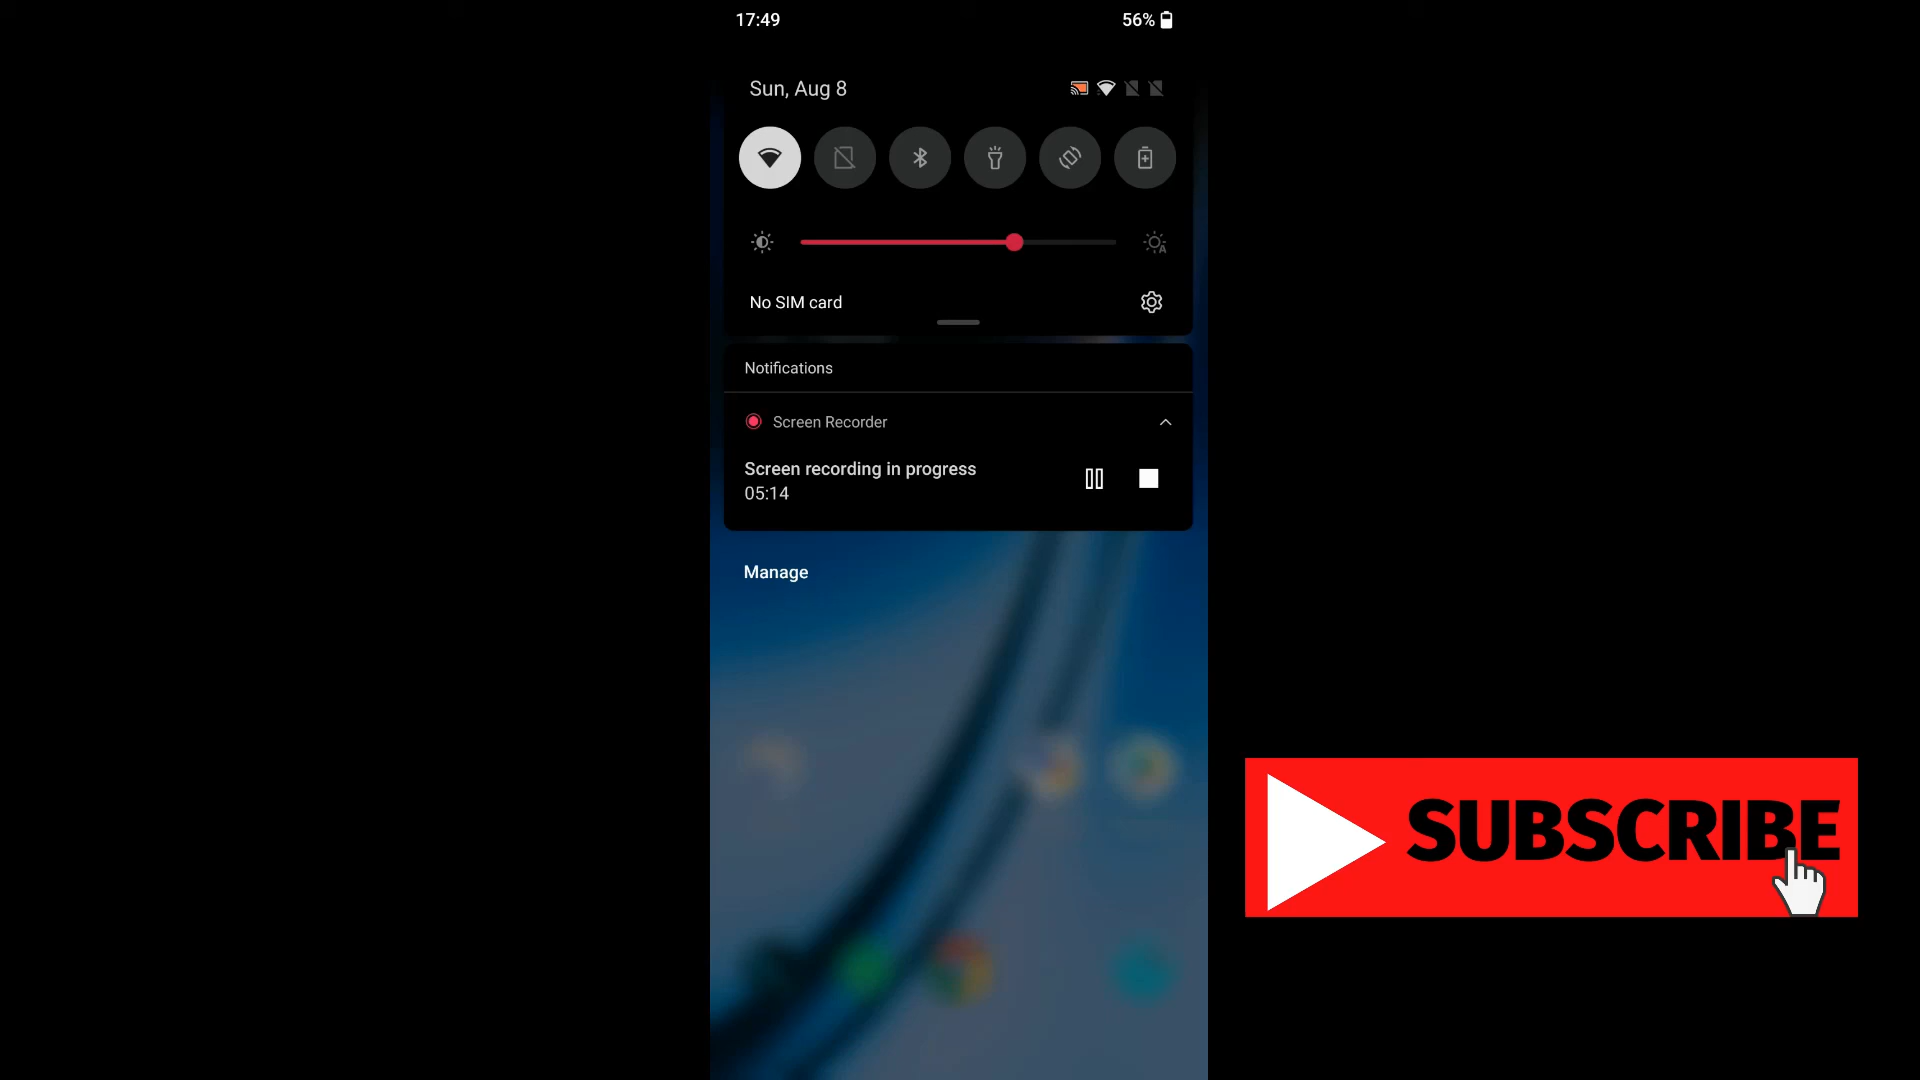 17:49
56%
Sun, Aug 8
No SIM card
Notifications
Screen Recorder
Screen recording in progress
05:14
Manage
SUBSCRIBE